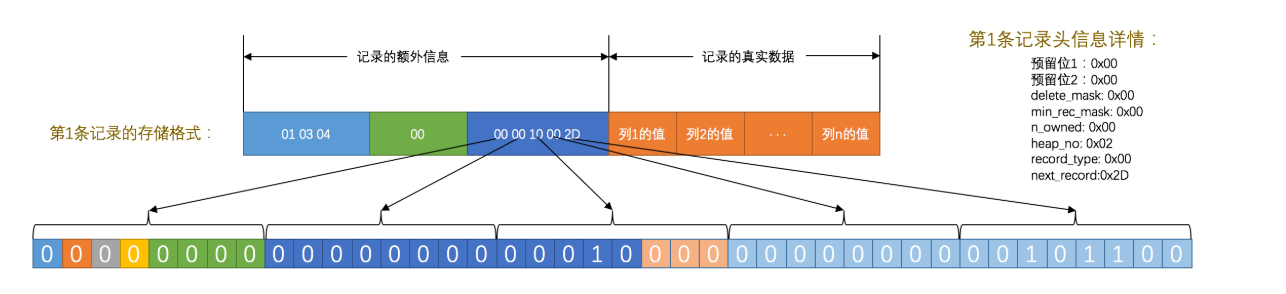 记录的额外信息
记录的真实数据
第1条记录头信息详情：
预留位1：0x00
预留位2：0x00
delete_mask: 0x00
min_rec_mask: 0x00
n_owned: 0x00
heap_no: 0x02
record_type: 0x00
next_record:0x2D
第1条记录的存储格式：
01 03 04
00
00 00 10 00 2D
列1的值
列2的值
...
列n的值
0 0 0 0 0 0 0 0 0 0 0 0 0 0 0 0 0 0 0 1 0 0 0 0 0 0 0 0 0 0 0 0 0 0 1 0 1 1 0 0